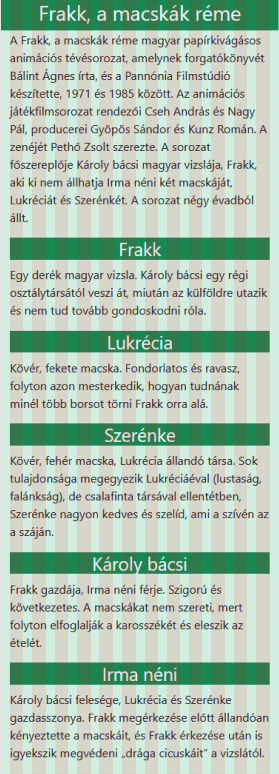 Frakk, a macskák réme
A Frakk, a macskák réme magyar papírkivágásos
animációs tévésorozat, amelynek forgatókönyvét
Bálint Ágnes írta, és a Pannónia Filmstúdió
készítette, 1971 és 1985 között. Az animációs
játékfilmsorozat rendezői Cseh András és Nagy
Pál, producerei Gyöpös Sándor és Kunz Román. A
zenéjét Pethő Zsolt szerezte. A sorozat
főszereplője Károly bácsi magyar vizslája, Frakk,
aki ki nem állhatja Irma néni két macskáját,
Lukréciát és Szerénkét. A sorozat négy évadból
állt.
Frakk
Egy derék magyar vizsla. Károly bácsi egy régi
osztálytársától veszi át, miután az külföldre utazik
és nem tud tovább gondoskodni róla.
Lukrécia
Kövér, fekete macska. Fondorlatos és ravasz,
folyton azon mesterkedik, hogyan tudnának
minél több borsot törni Frakk orra alá.
Szerénke
Kövér, fehér macska, Lukrécia állandó társa. Sok
tulajdonsága megegyezik Lukréciáéval (lustaság,
falánkság), de csalafinta társával ellentétben,
Szerénke nagyon kedves és szelíd, ami a szívén az
a száján.
Károly bácsi
Frakk gazdája, Irma néni férje. Szigorú és
következetes. A macskákat nem szereti, mert
folyton elfoglalják a karosszékét és eleszik az
ételét.
Irma néni
Károly bácsi felesége, Lukrécia és Szerénke
gazdasszonya. Frakk megérkezése előtt állandóan
kényeztette a macskáit, és Frakk érkezése után is
igyekszik megvédeni „drága cicuskáit” a vizslától.